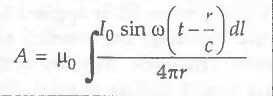 A = μ₀ ∫ I₀ sin ω(t − r/c) dl / 4πr